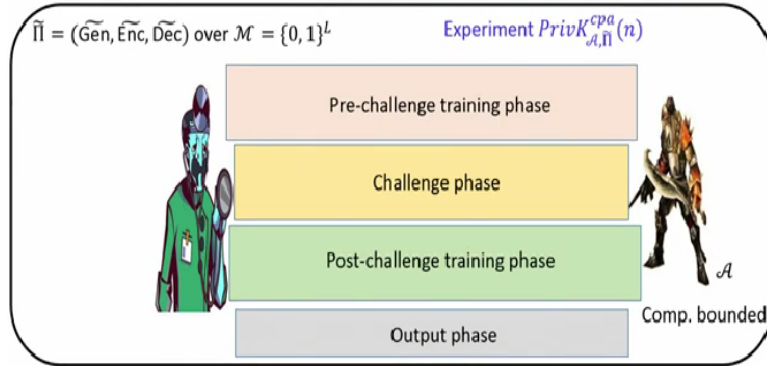 Π̃ = (G̃en, Ẽnc, D̃ec) over ℳ = {0, 1}^L
Experiment PrivK^{cpa}_{𝒜,Π̃}(n)
Pre-challenge training phase
Challenge phase
Post-challenge training phase
𝒜
Comp. bounded
Output phase